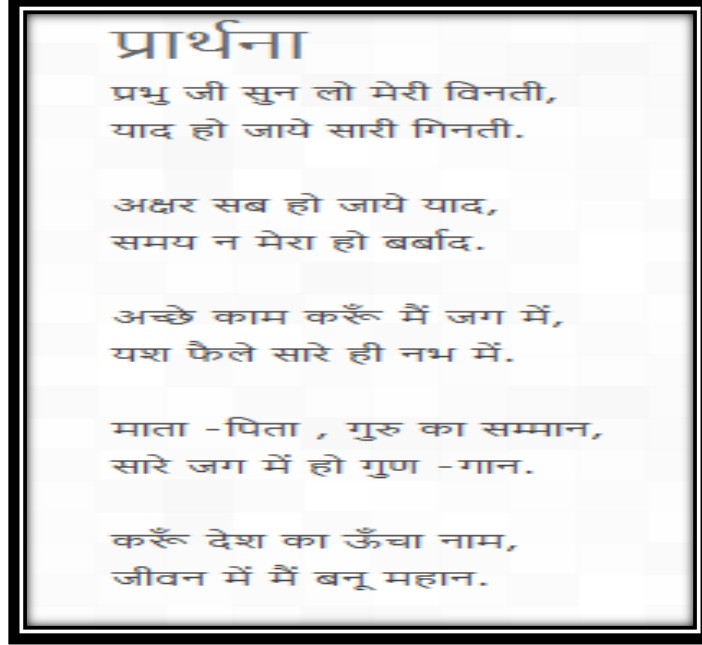 प्रार्थना
प्रभु जी सुन लो मेरी विनती,
याद हो जाये सारी गिनती.
अक्षर सब हो जाये याद,
समय न मेरा हो बर्बाद.
अच्छे काम करूँ मैं जग में,
यश फैले सारे ही नभ में.
माता -पिता , गुरु का सम्मान,
सारे जग में हो गुण -गान.
करूँ देश का ऊँचा नाम,
जीवन में मैं बनू महान.